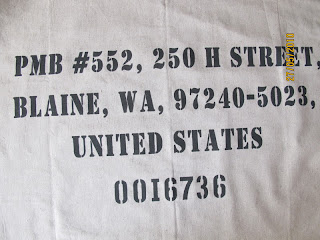 PMB #552, 250 H STREET,
BLAINE, WA, 97240-5023,
UNITED STATES
0016736